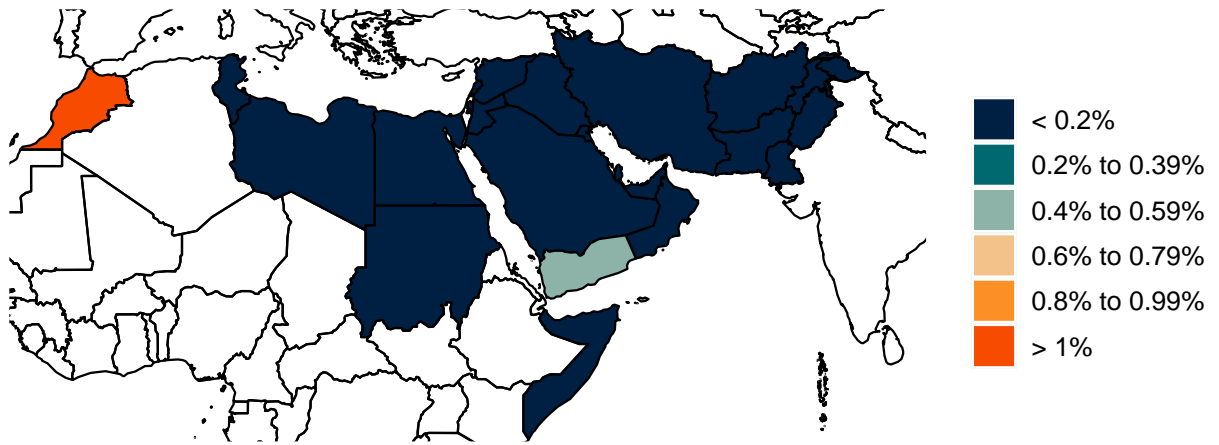 < 0.2%
0.2% to 0.39%
0.4% to 0.59%
0.6% to 0.79%
0.8% to 0.99%
> 1%